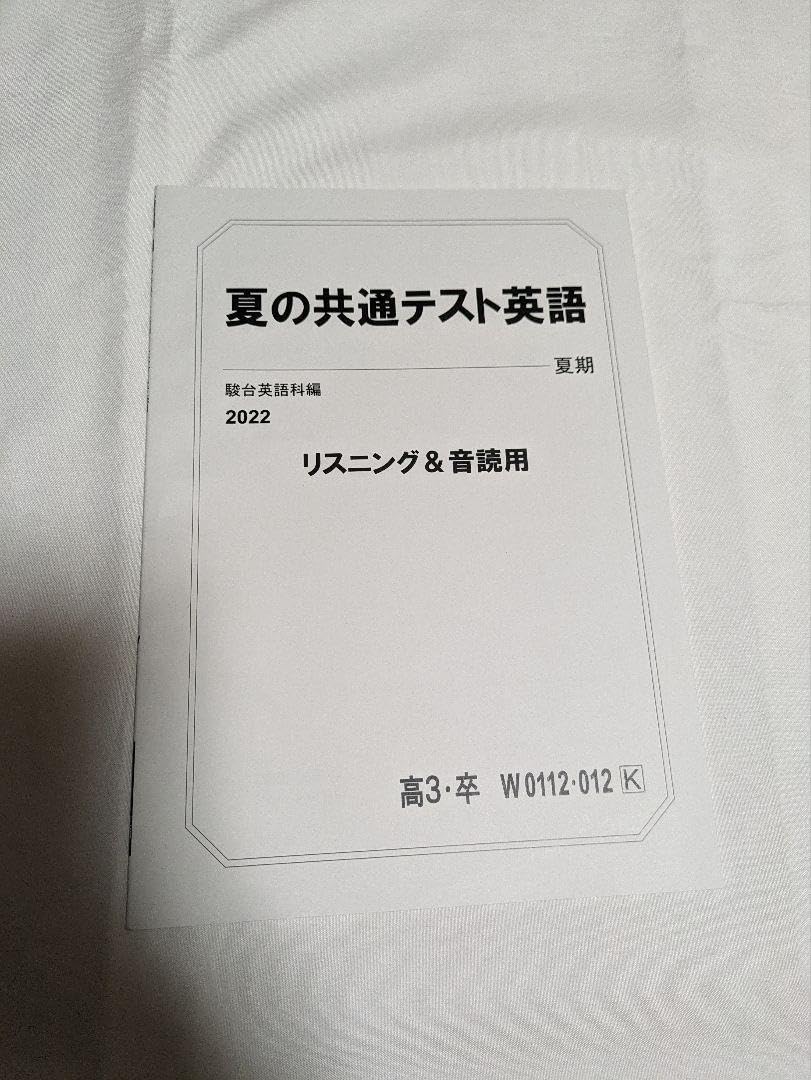 夏の共通テスト英語
夏期
駿台英語科編
2022
リスニング&音読用
高3·卒 W0112·012 K